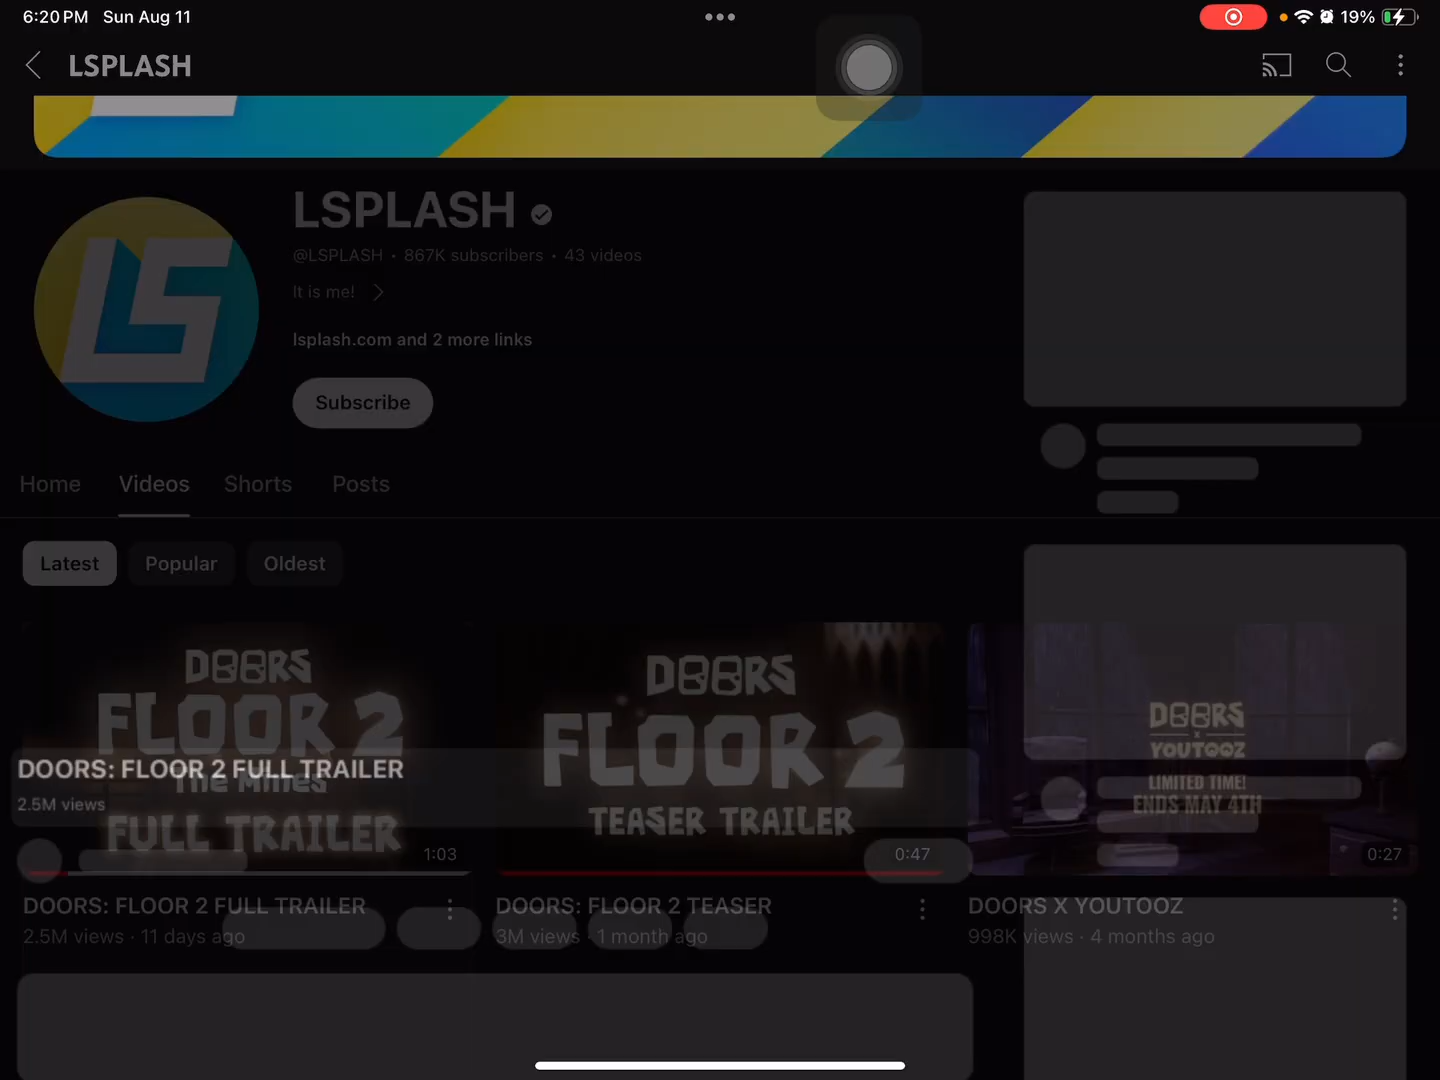 6:20 PM Sun Aug 11
19%
LSPLASH
LS
LSPLASH
@LSPLASH • 867K subscribers • 43 videos
It is me!
lsplash.com and 2 more links
Subscribe
Home Videos Shorts Posts
Latest Popular Oldest
DOORS
FLOOR 2
The Mines
FULL TRAILER
1:03
DOORS
FLOOR 2
TEASER TRAILER
0:47
DOORS
X
YOUTOOZ
LIMITED TIME!
ENDS MAY 4TH
0:27
DOORS: FLOOR 2 FULL TRAILER
2.5M views
DOORS: FLOOR 2 FULL TRAILER
2.5M views · 11 days ago
DOORS: FLOOR 2 TEASER
3M views · 1 month ago
DOORS X YOUTOOZ
998K views · 4 months ago